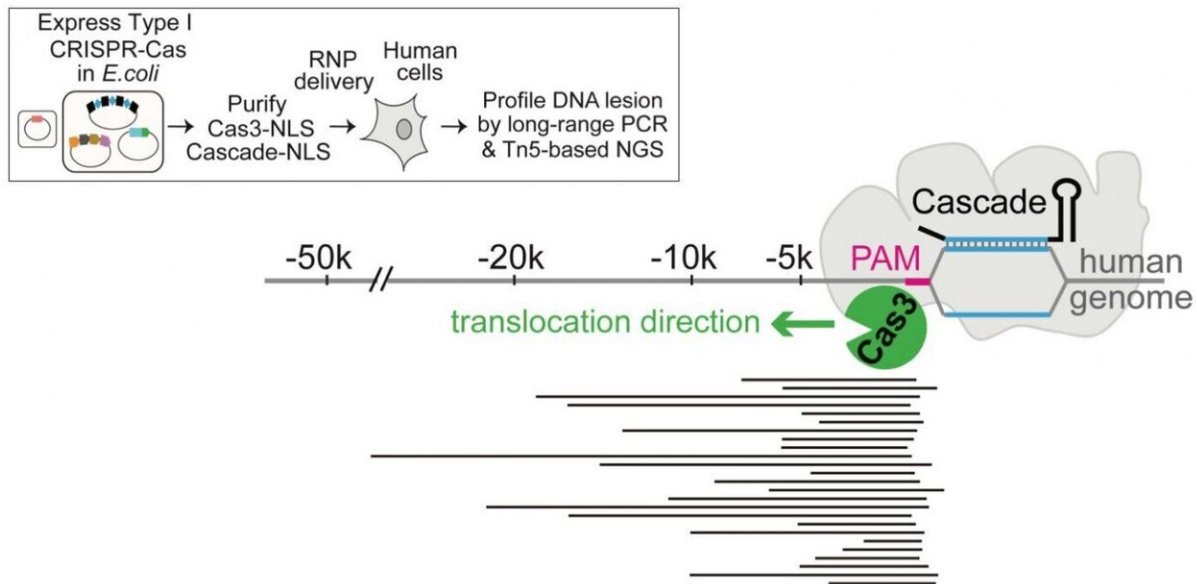 Express Type I
CRISPR-Cas
in E.coli
Purify
Cas3-NLS
Cascade-NLS
RNP
delivery
Human
cells
Profile DNA lesion
by long-range PCR
& Tn5-based NGS
Cascade
-50k
-20k
-10k
-5k
PAM
human
genome
translocation direction
Cas3